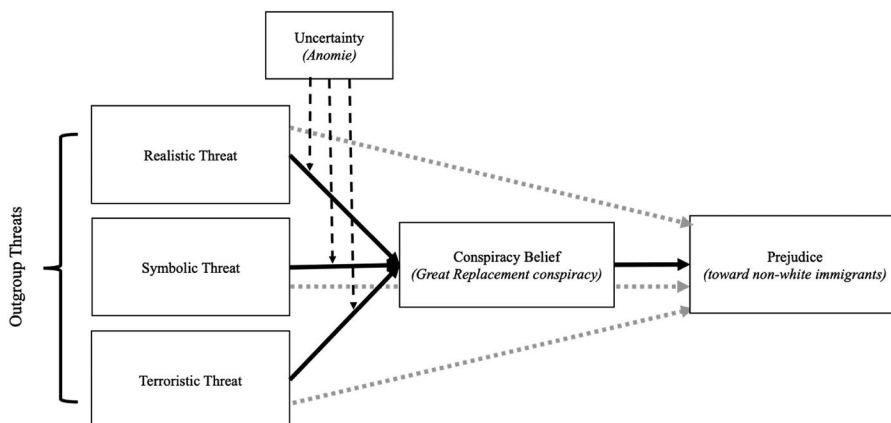 Uncertainty
(Anomie)
Outgroup Threats
Realistic Threat
Symbolic Threat
Terroristic Threat
Conspiracy Belief
(Great Replacement conspiracy)
Prejudice
(toward non-white immigrants)